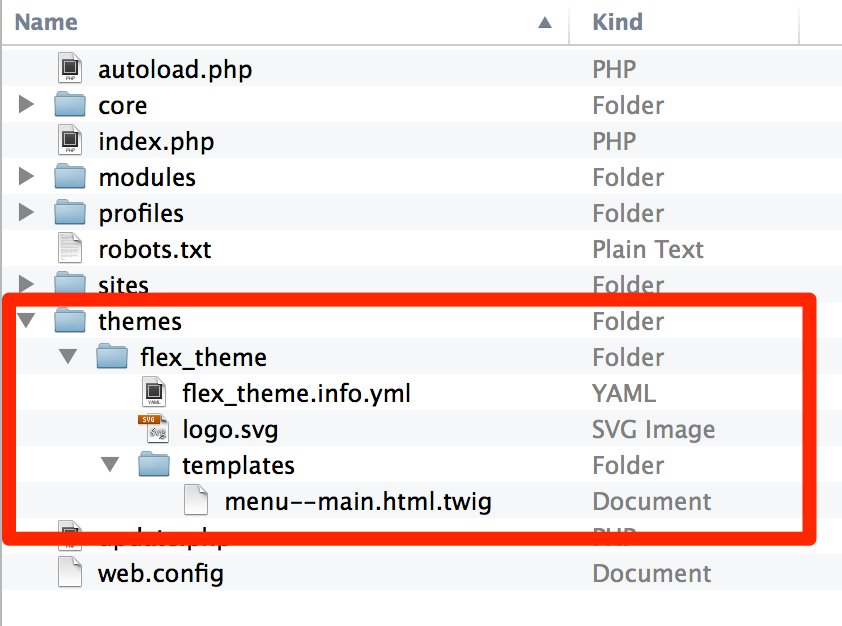 Name Kind
autoload.php PHP
core Folder
index.php PHP
modules Folder
profiles Folder
robots.txt Plain Text
sites Folder
themes Folder
flex_theme Folder
flex_theme.info.yml YAML
logo.svg SVG Image
templates Folder
menu--main.html.twig Document
update.php PHP
web.config Document